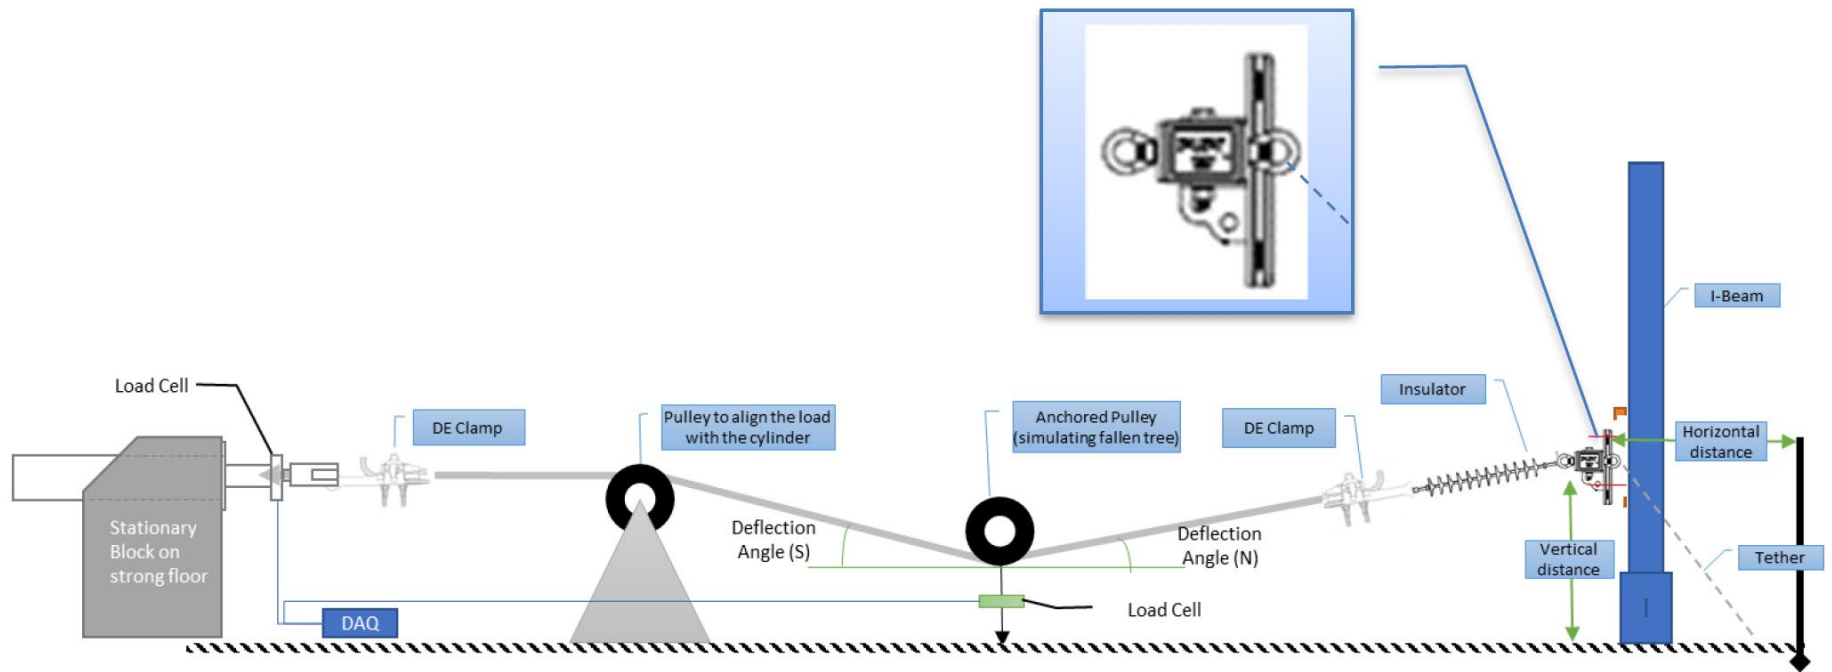 Load Cell
DE Clamp
Pulley to align the load
with the cylinder
Anchored Pulley
(simulating fallen tree)
DE Clamp
Insulator
I-Beam
Horizontal
distance
Stationary
Block on
strong floor
Deflection
Angle (S)
Deflection
Angle (N)
Vertical
distance
Tether
Load Cell
DAQ